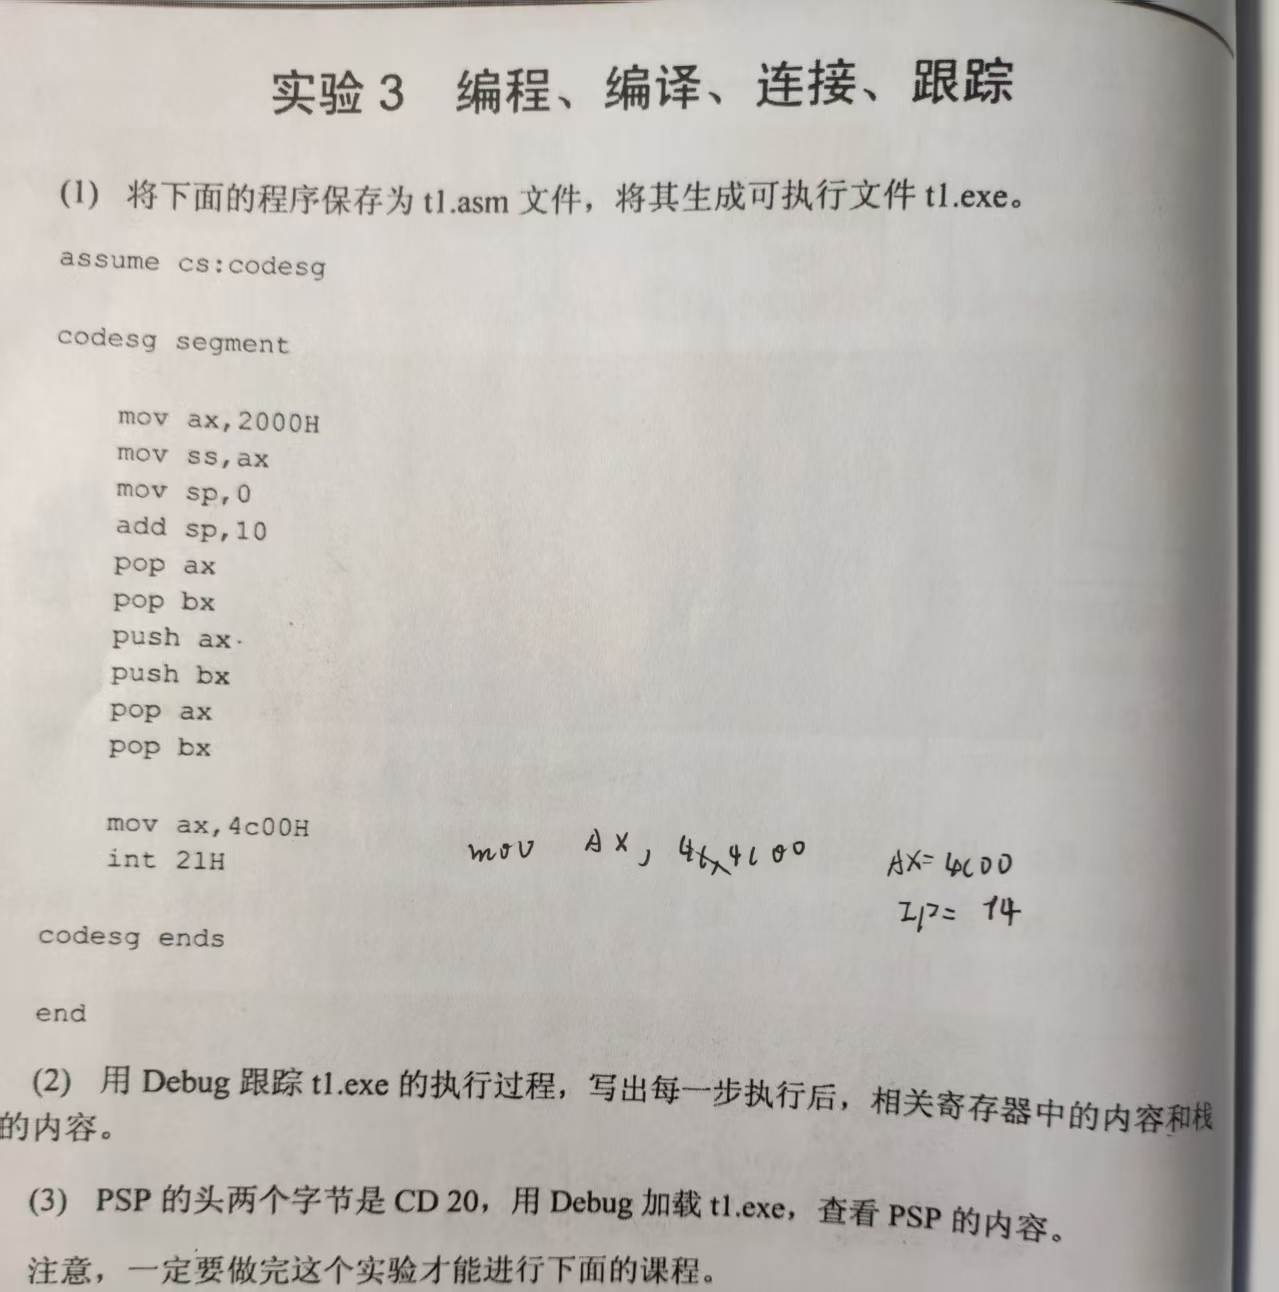 实验 3 编程、编译、连接、跟踪
(1) 将下面的程序保存为 t1.asm 文件，将其生成可执行文件 t1.exe。
assume cs:codesg
codesg segment
mov ax,2000H
mov ss,ax
mov sp,0
add sp,10
pop ax
pop bx
push ax
push bx
pop ax
pop bx
mov ax,4c00H
int 21H
mov AX, 4c00
AX=4C00
IP= 14
codesg ends
end
(2) 用 Debug 跟踪 t1.exe 的执行过程，写出每一步执行后，相关寄存器中的内容和栈
的内容。
(3) PSP 的头两个字节是 CD 20，用 Debug 加载 t1.exe，查看 PSP 的内容。
注意，一定要做完这个实验才能进行下面的课程。